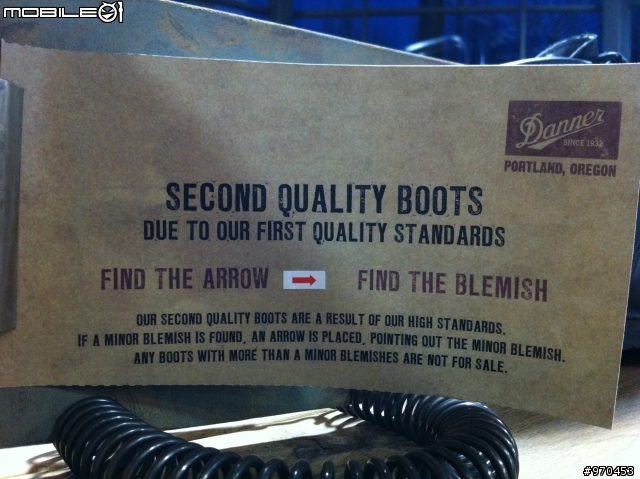 MOBILE01
Danner
SINCE 1932
PORTLAND, OREGON
SECOND QUALITY BOOTS
DUE TO OUR FIRST QUALITY STANDARDS
FIND THE ARROW FIND THE BLEMISH
OUR SECOND QUALITY BOOTS ARE A RESULT OF OUR HIGH STANDARDS.
IF A MINOR BLEMISH IS FOUND, AN ARROW IS PLACED, POINTING OUT THE MINOR BLEMISH.
ANY BOOTS WITH MORE THAN A MINOR BLEMISHES ARE NOT FOR SALE.
#970453